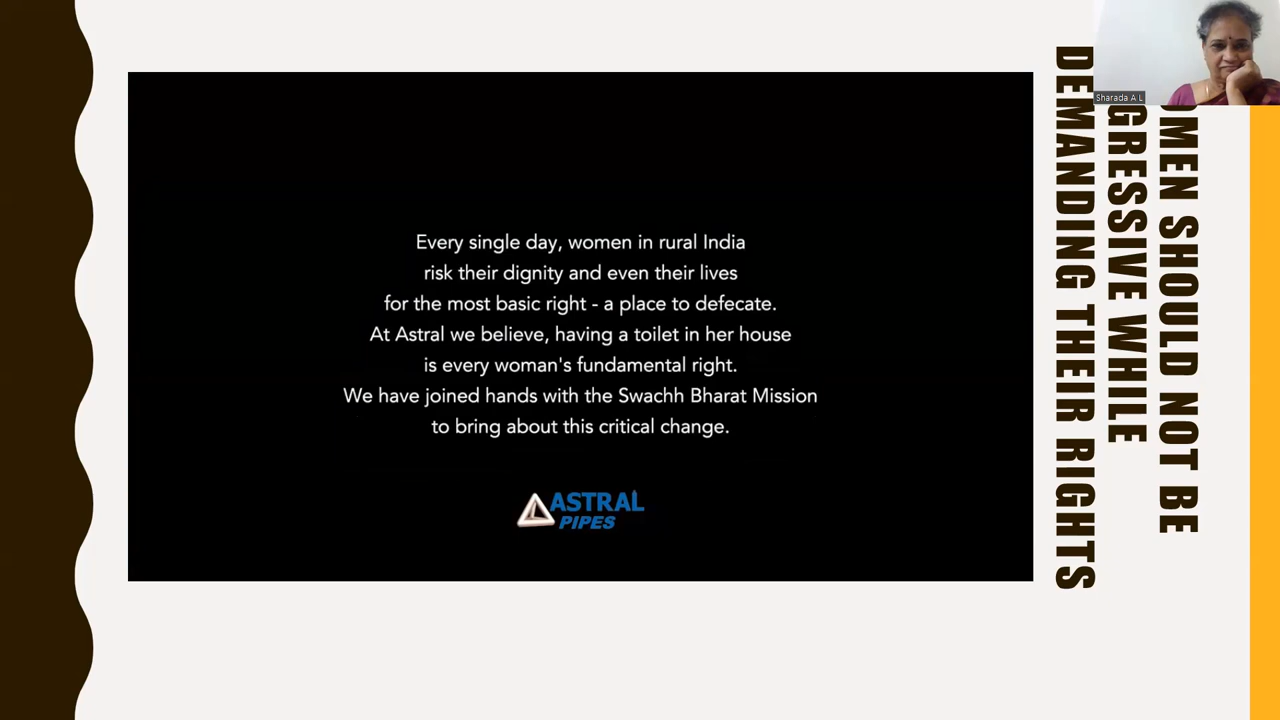 Every single day, women in rural India
risk their dignity and even their lives
for the most basic right - a place to defecate.
At Astral we believe, having a toilet in her house
is every woman's fundamental right.
We have joined hands with the Swachh Bharat Mission
to bring about this critical change.
ASTRAL
PIPES
Sharada A L
SHOULD NOT BE
WHILE
DEMANDING THEIR RIGHTS